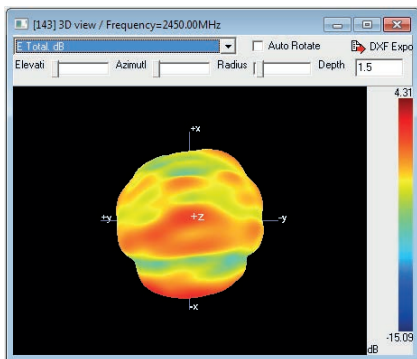 [143] 3D view / Frequency=2450.00MHz
E Total, dB
Auto Rotate
DXF Expo
Elevati
Azimutl
Radius
Depth
1.5
4.31
+x
+y
+z
-y
-x
-15.09
dB